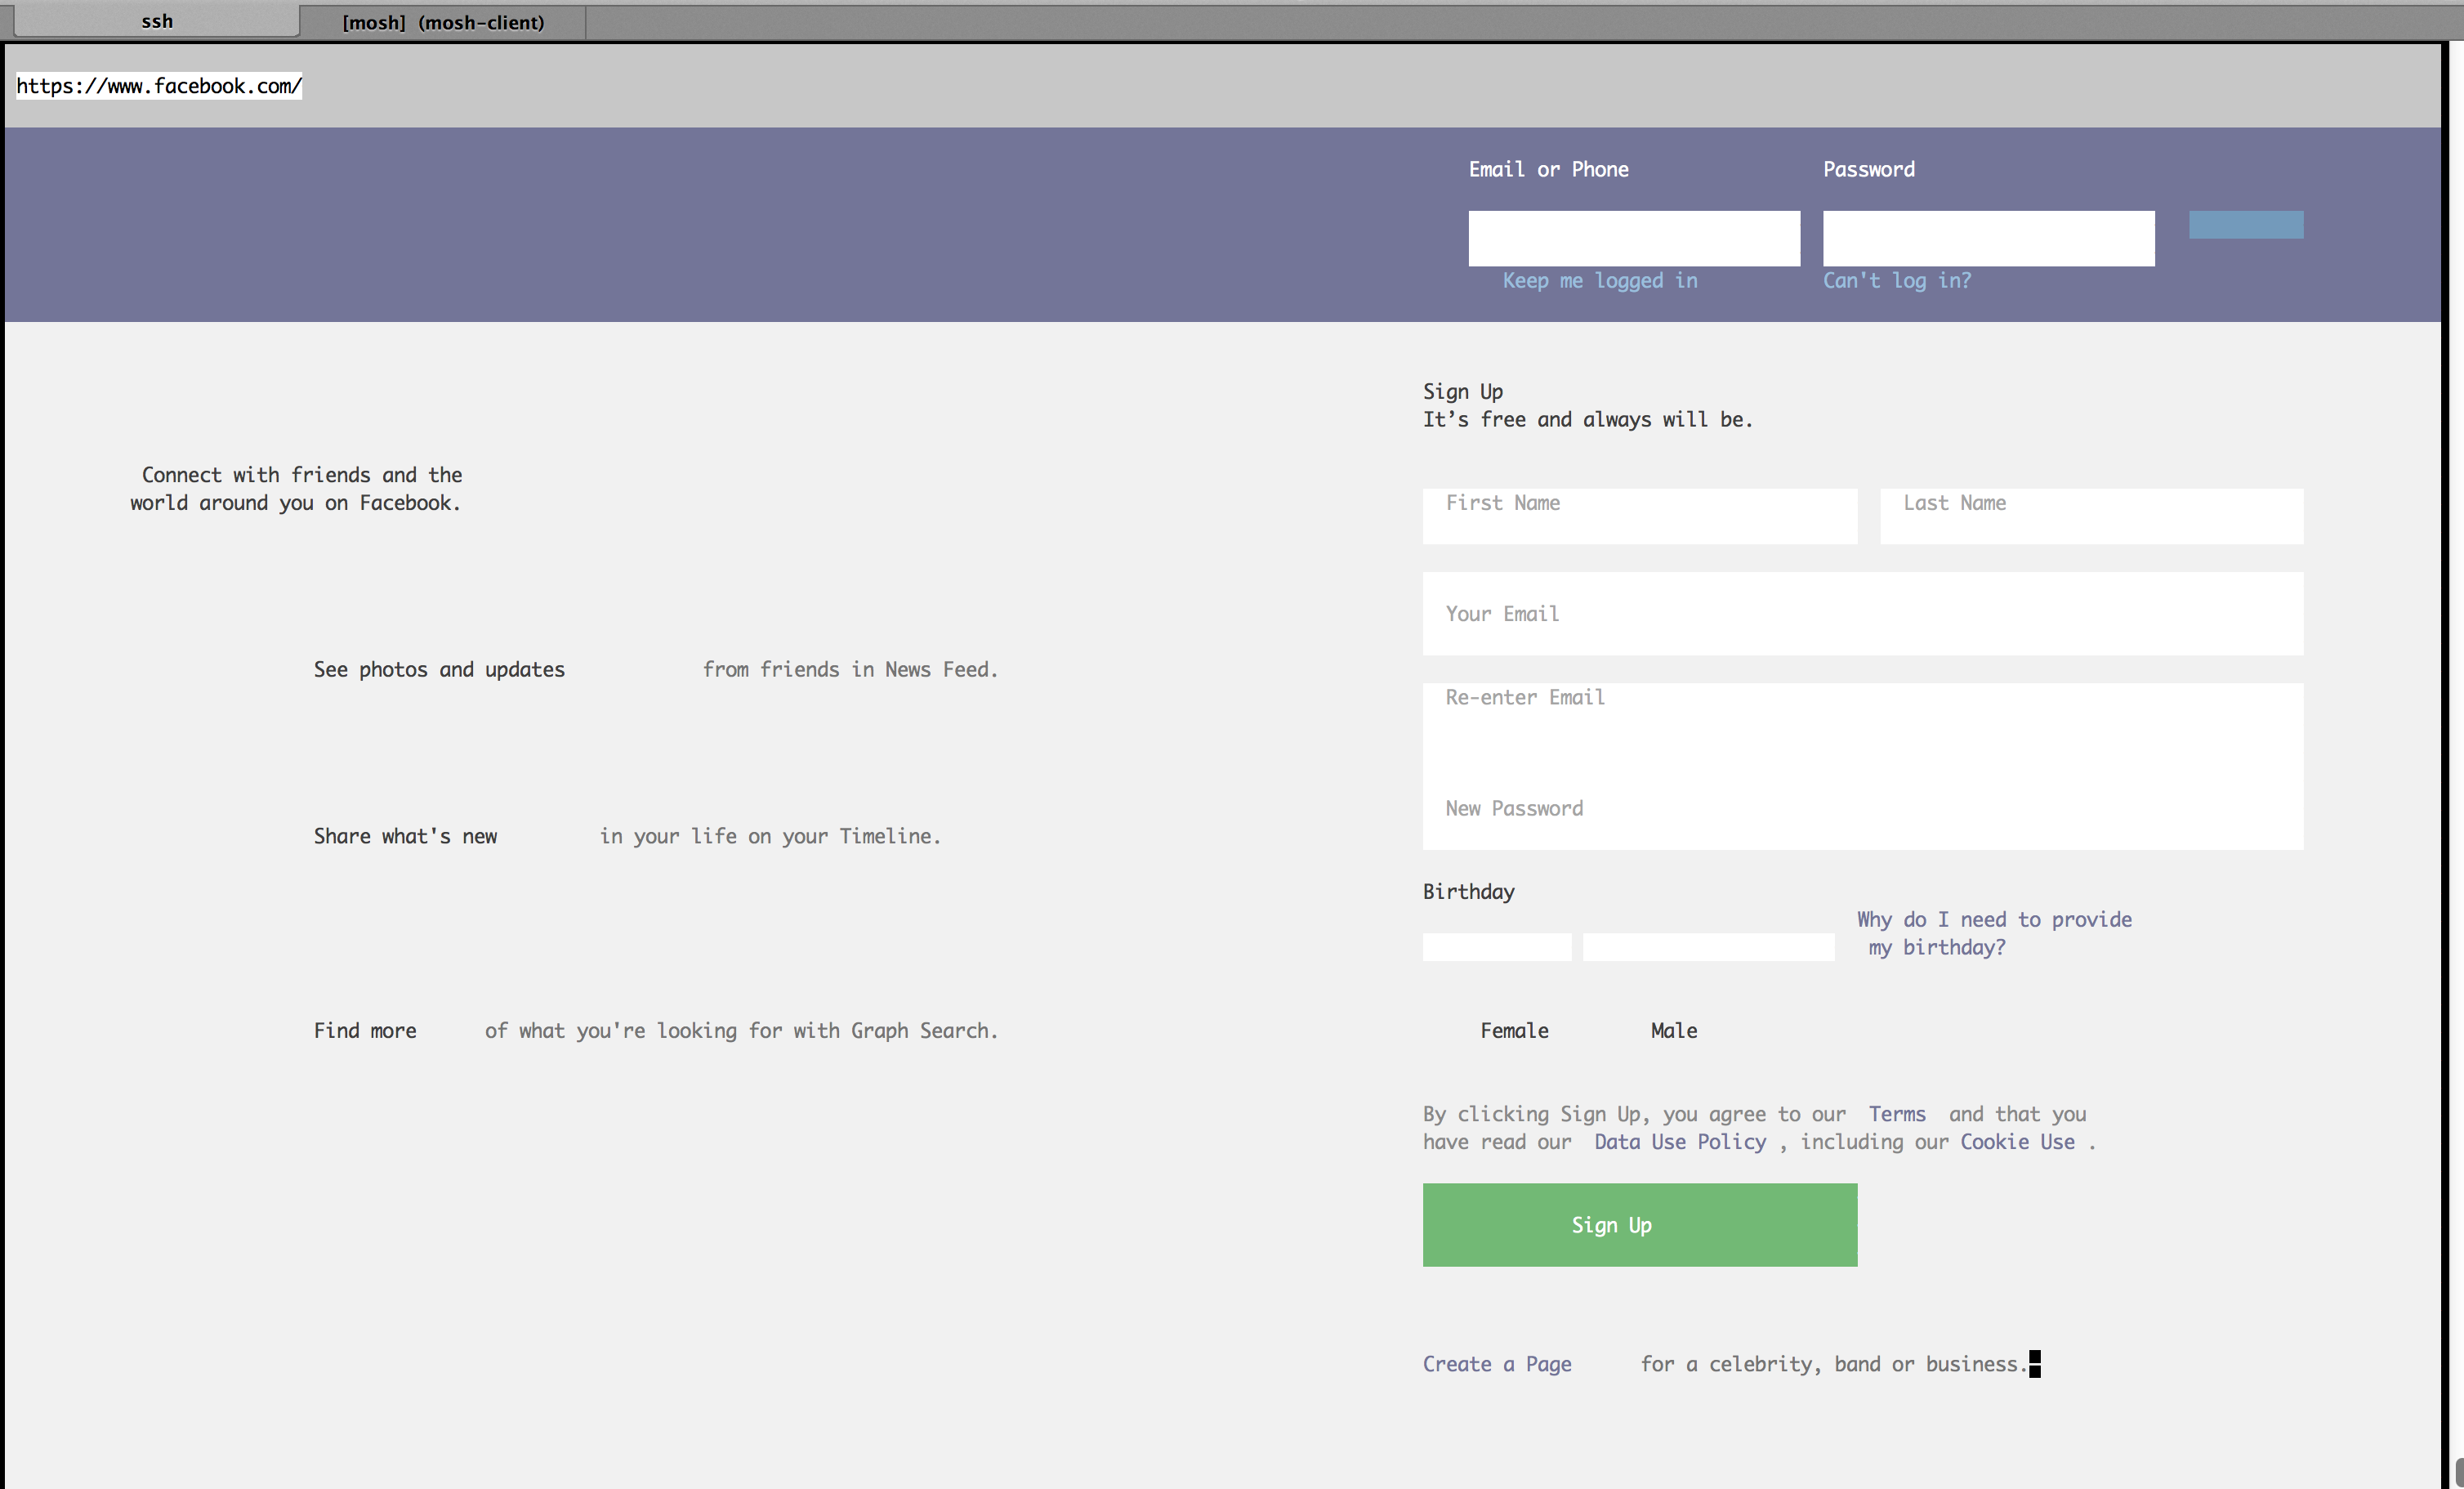 ssh
[mosh] (mosh-client)
https://www.facebook.com/
Email or Phone
Password
Keep me logged in
Can't log in?
Sign Up
It’s free and always will be.
Connect with friends and the
world around you on Facebook.
First Name
Last Name
Your Email
See photos and updates from friends in News Feed.
Re-enter Email
New Password
Share what's new in your life on your Timeline.
Birthday
Why do I need to provide
my birthday?
Find more of what you're looking for with Graph Search.
Female
Male
By clicking Sign Up, you agree to our Terms and that you
have read our Data Use Policy , including our Cookie Use .
Sign Up
Create a Page for a celebrity, band or business.